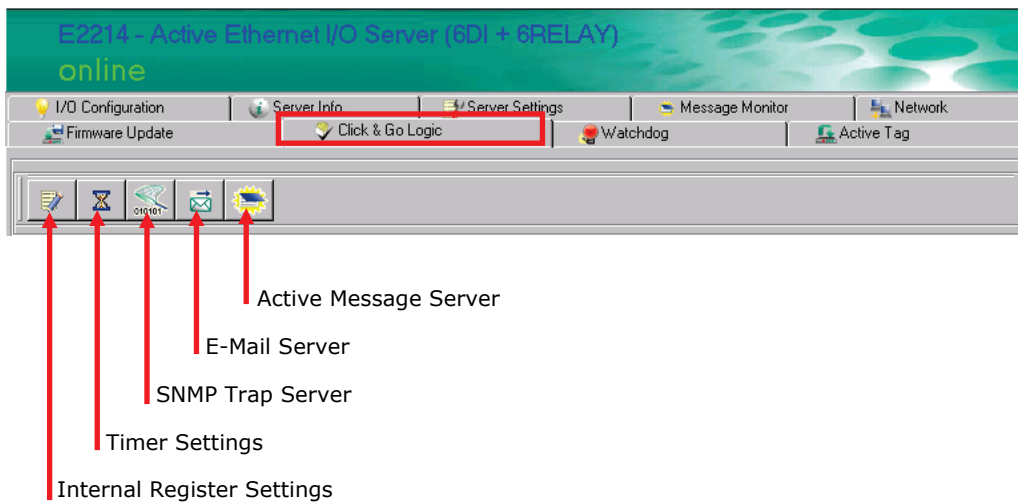 E2214 - Active Ethernet I/O Server (6DI + 6RELAY)
online
I/O Configuration Server Info Server Settings Message Monitor Network
Firmware Update Click & Go Logic Watchdog Active Tag
010101
Active Message Server
E-Mail Server
SNMP Trap Server
Timer Settings
Internal Register Settings